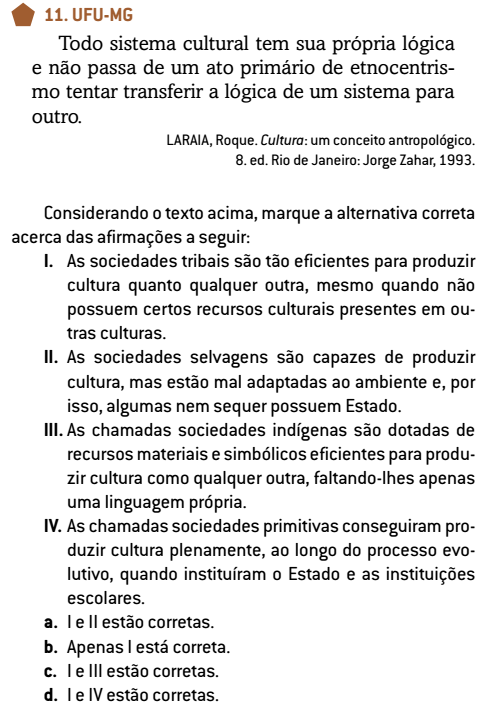 11. UFU-MG
Todo sistema cultural tem sua própria lógica
e não passa de um ato primário de etnocentris-
mo tentar transferir a lógica de um sistema para
outro.
LARAIA, Roque. Cultura: um conceito antropológico.
8. ed. Rio de Janeiro: Jorge Zahar, 1993.
Considerando o texto acima, marque a alternativa correta
acerca das afirmações a seguir:
I. As sociedades tribais são tão eficientes para produzir
cultura quanto qualquer outra, mesmo quando não
possuem certos recursos culturais presentes em ou-
tras culturas.
II. As sociedades selvagens são capazes de produzir
cultura, mas estão mal adaptadas ao ambiente e, por
isso, algumas nem sequer possuem Estado.
III. As chamadas sociedades indígenas são dotadas de
recursos materiais e simbólicos eficientes para produ-
zir cultura como qualquer outra, faltando-lhes apenas
uma linguagem própria.
IV. As chamadas sociedades primitivas conseguiram pro-
duzir cultura plenamente, ao longo do processo evo-
lutivo, quando instituíram o Estado e as instituições
escolares.
a. I e II estão corretas.
b. Apenas I está correta.
c. I e III estão corretas.
d. I e IV estão corretas.